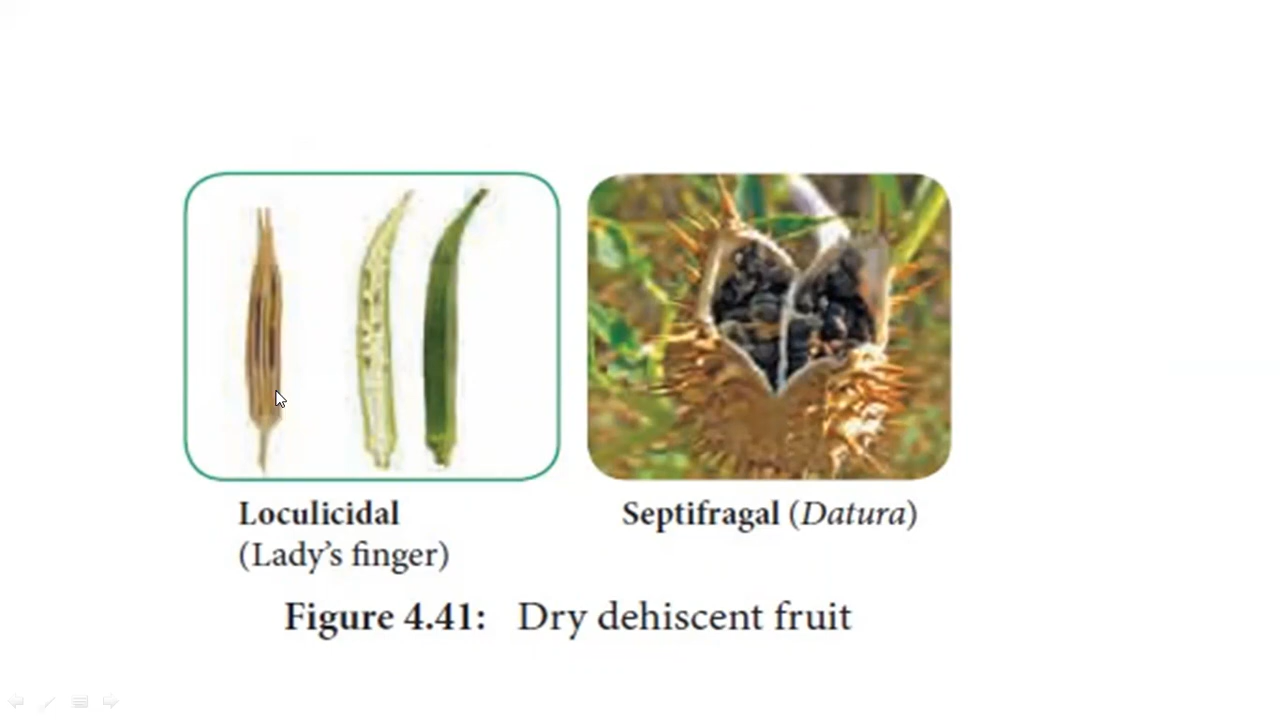 Loculicidal
(Lady’s finger)
Septifragal (Datura)
Figure 4.41: Dry dehiscent fruit